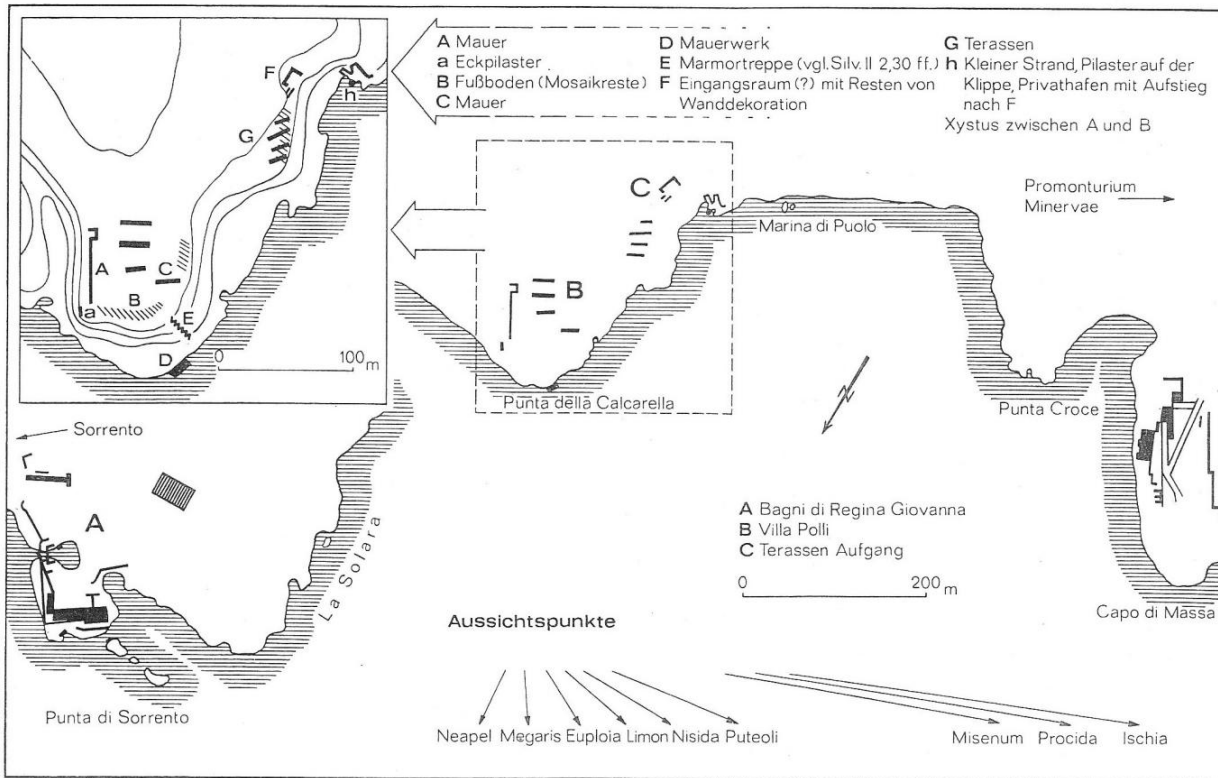 A Mauer
a Eckpilaster
B Fußboden (Mosaikreste)
C Mauer
D Mauerwerk
E Marmortreppe (vgl. Silv. II 2,30 ff.)
F Eingangsraum (?) mit Resten von
Wanddekoration
G Terassen
h Kleiner Strand, Pilaster auf der
Klippe, Privathafen mit Aufstieg
nach F
Xystus zwischen A und B
F
h
G
A
C
B
a
E
D
0 100 m
C
B
Punta della Calcarella
Marina di Puolo
Promonturium
Minervae
Punta Croce
Capo di Massa
Sorrento
A
T
La Solara
Punta di Sorrento
A Bagni di Regina Giovanna
B Villa Polli
C Terassen Aufgang
0 200 m
Aussichtspunkte
Neapel Megaris Euploia Limon Nisida Puteoli
Misenum Procida Ischia